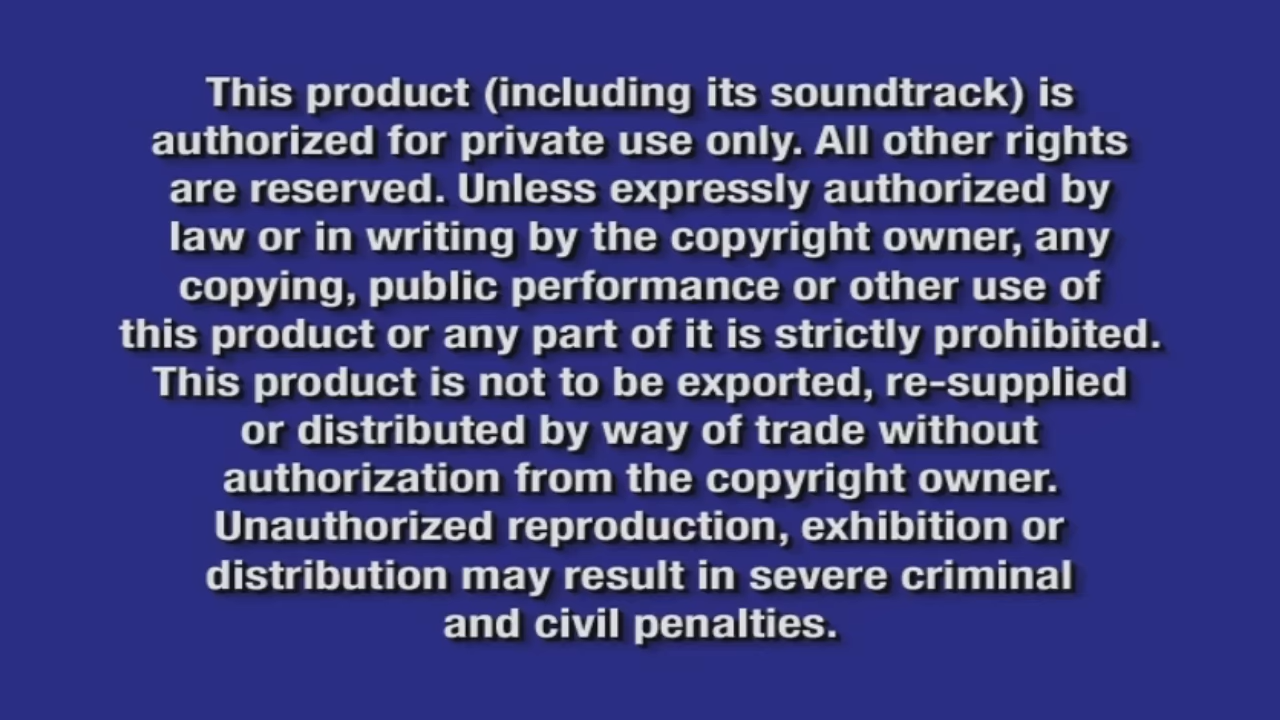 This product (including its soundtrack) is
authorized for private use only. All other rights
are reserved. Unless expressly authorized by
law or in writing by the copyright owner, any
copying, public performance or other use of
this product or any part of it is strictly prohibited.
This product is not to be exported, re-supplied
or distributed by way of trade without
authorization from the copyright owner.
Unauthorized reproduction, exhibition or
distribution may result in severe criminal
and civil penalties.